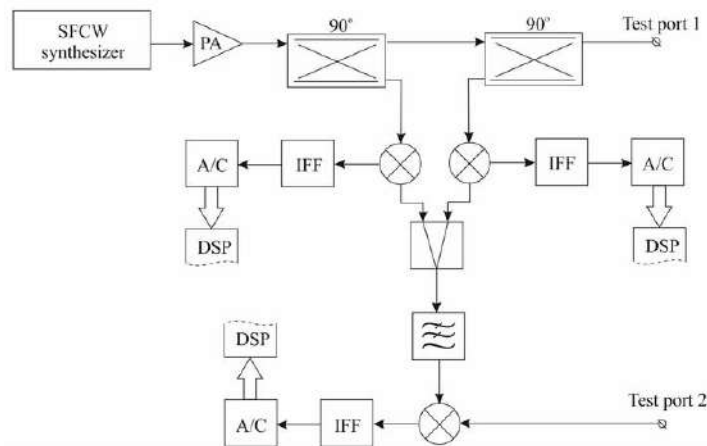 90°
90°
Test port 1
SFCW
synthesizer
PA
A/C
IFF
IFF
A/C
DSP
DSP
DSP
Test port 2
A/C
IFF